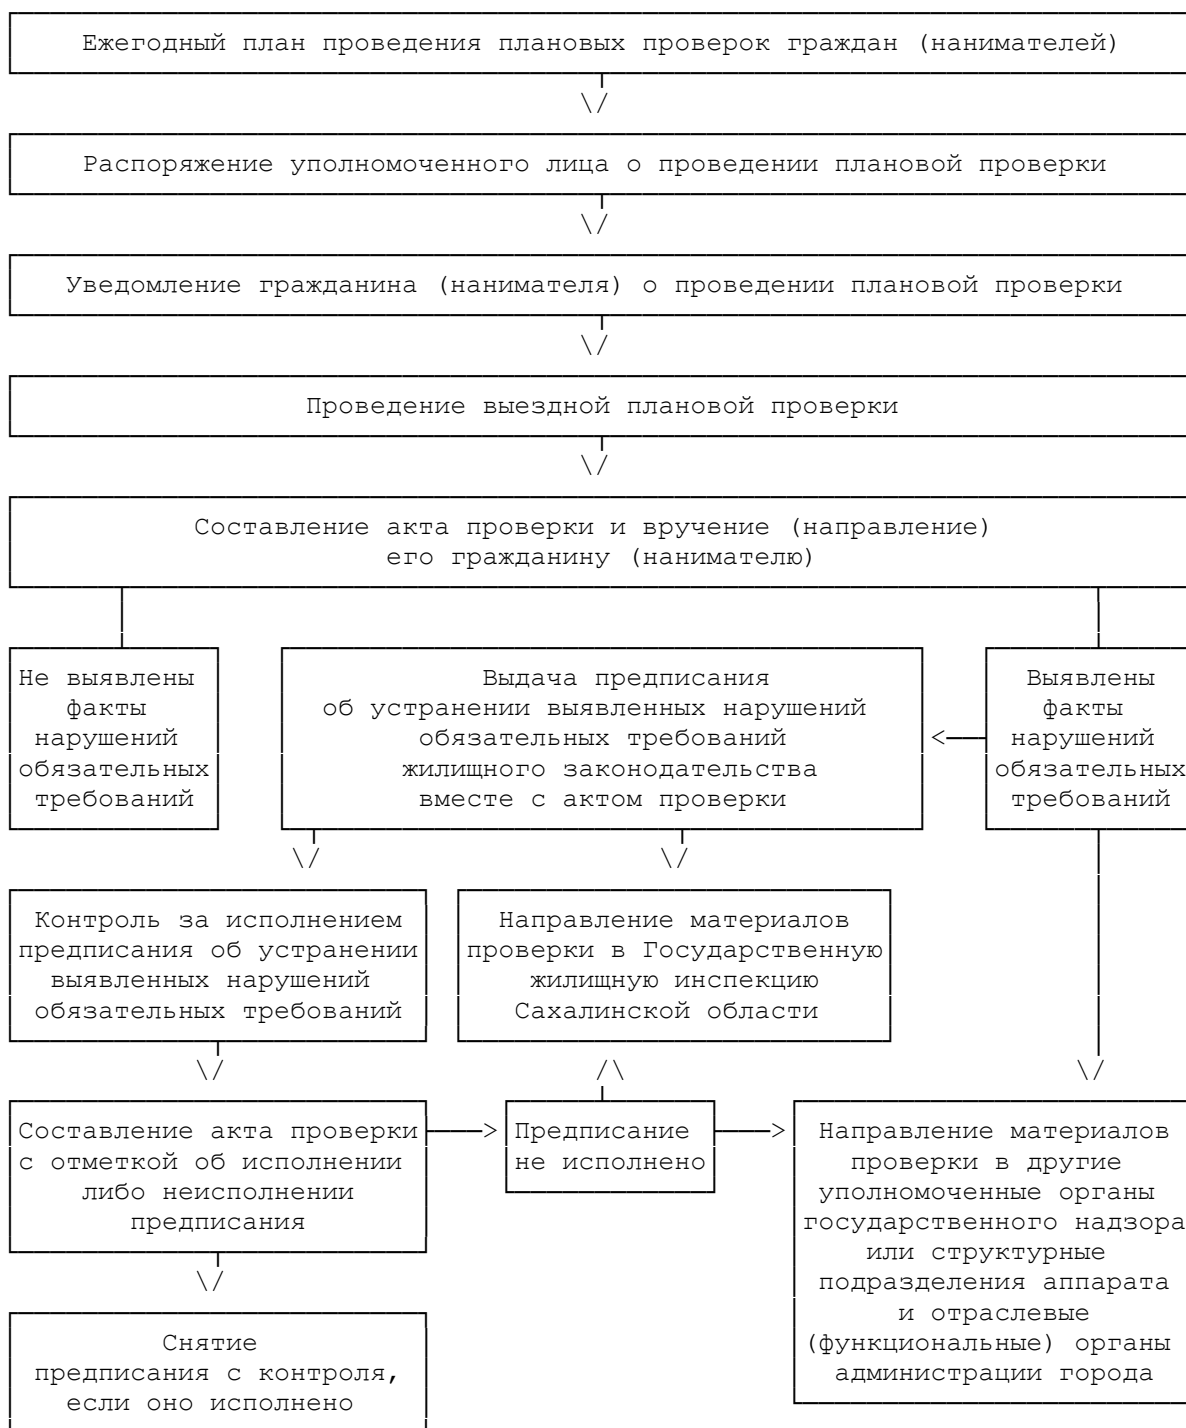 Ежегодный план проведения плановых проверок граждан (нанимателей)
Распоряжение уполномоченного лица о проведении плановой проверки
Уведомление гражданина (нанимателя) о проведении плановой проверки
Проведение выездной плановой проверки
Составление акта проверки и вручение (направление)
его гражданину (нанимателю)
Не выявлены
факты
нарушений
обязательных
требований
Выдача предписания
об устранении выявленных нарушений
обязательных требований
жилищного законодательства
вместе с актом проверки
Выявлены
факты
нарушений
обязательных
требований
Контроль за исполнением
предписания об устранении
выявленных нарушений
обязательных требований
Направление материалов
проверки в Государственную
жилищную инспекцию
Сахалинской области
Составление акта проверки
с отметкой об исполнении
либо неисполнении
предписания
Предписание
не исполнено
Направление материалов
проверки в другие
уполномоченные органы
государственного надзора
или структурные
подразделения аппарата
и отраслевые
(функциональные) органы
администрации города
Снятие
предписания с контроля,
если оно исполнено